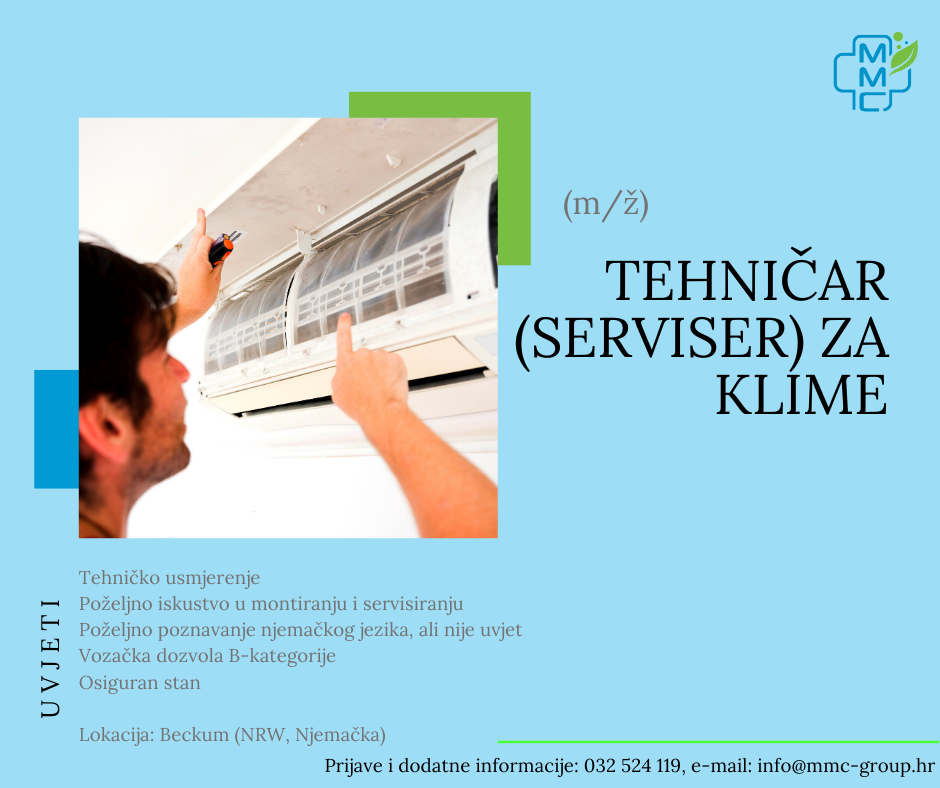 MMC
(m/ž)
TEHNIČAR
(SERVISER) ZA
KLIME
UVJETI
Tehničko usmjerenje
Poželjno iskustvo u montiranju i servisiranju
Poželjno poznavanje njemačkog jezika, ali nije uvjet
Vozačka dozvola B-kategorije
Osiguran stan
Lokacija: Beckum (NRW, Njemačka)
Prijave i dodatne informacije: 032 524 119, e-mail: info@mmc-group.hr